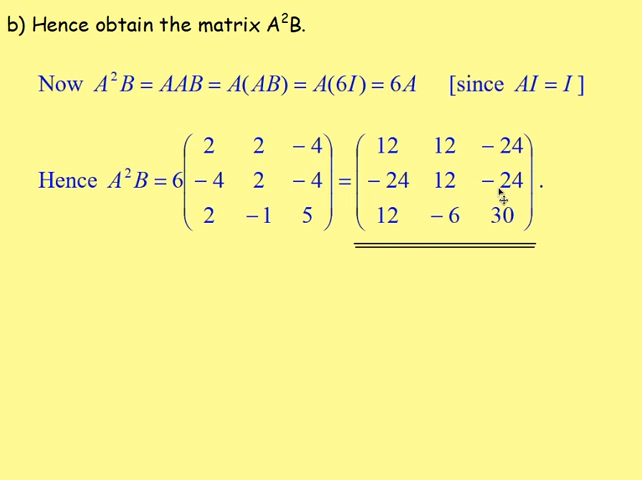 b) Hence obtain the matrix A²B.
Now A²B = AAB = A(AB) = A(6I) = 6A [since AI = I]
2 2 −4 12 12 −24
Hence A²B = 6 −4 2 −4 = −24 12 −24 .
2 −1 5 12 −6 30